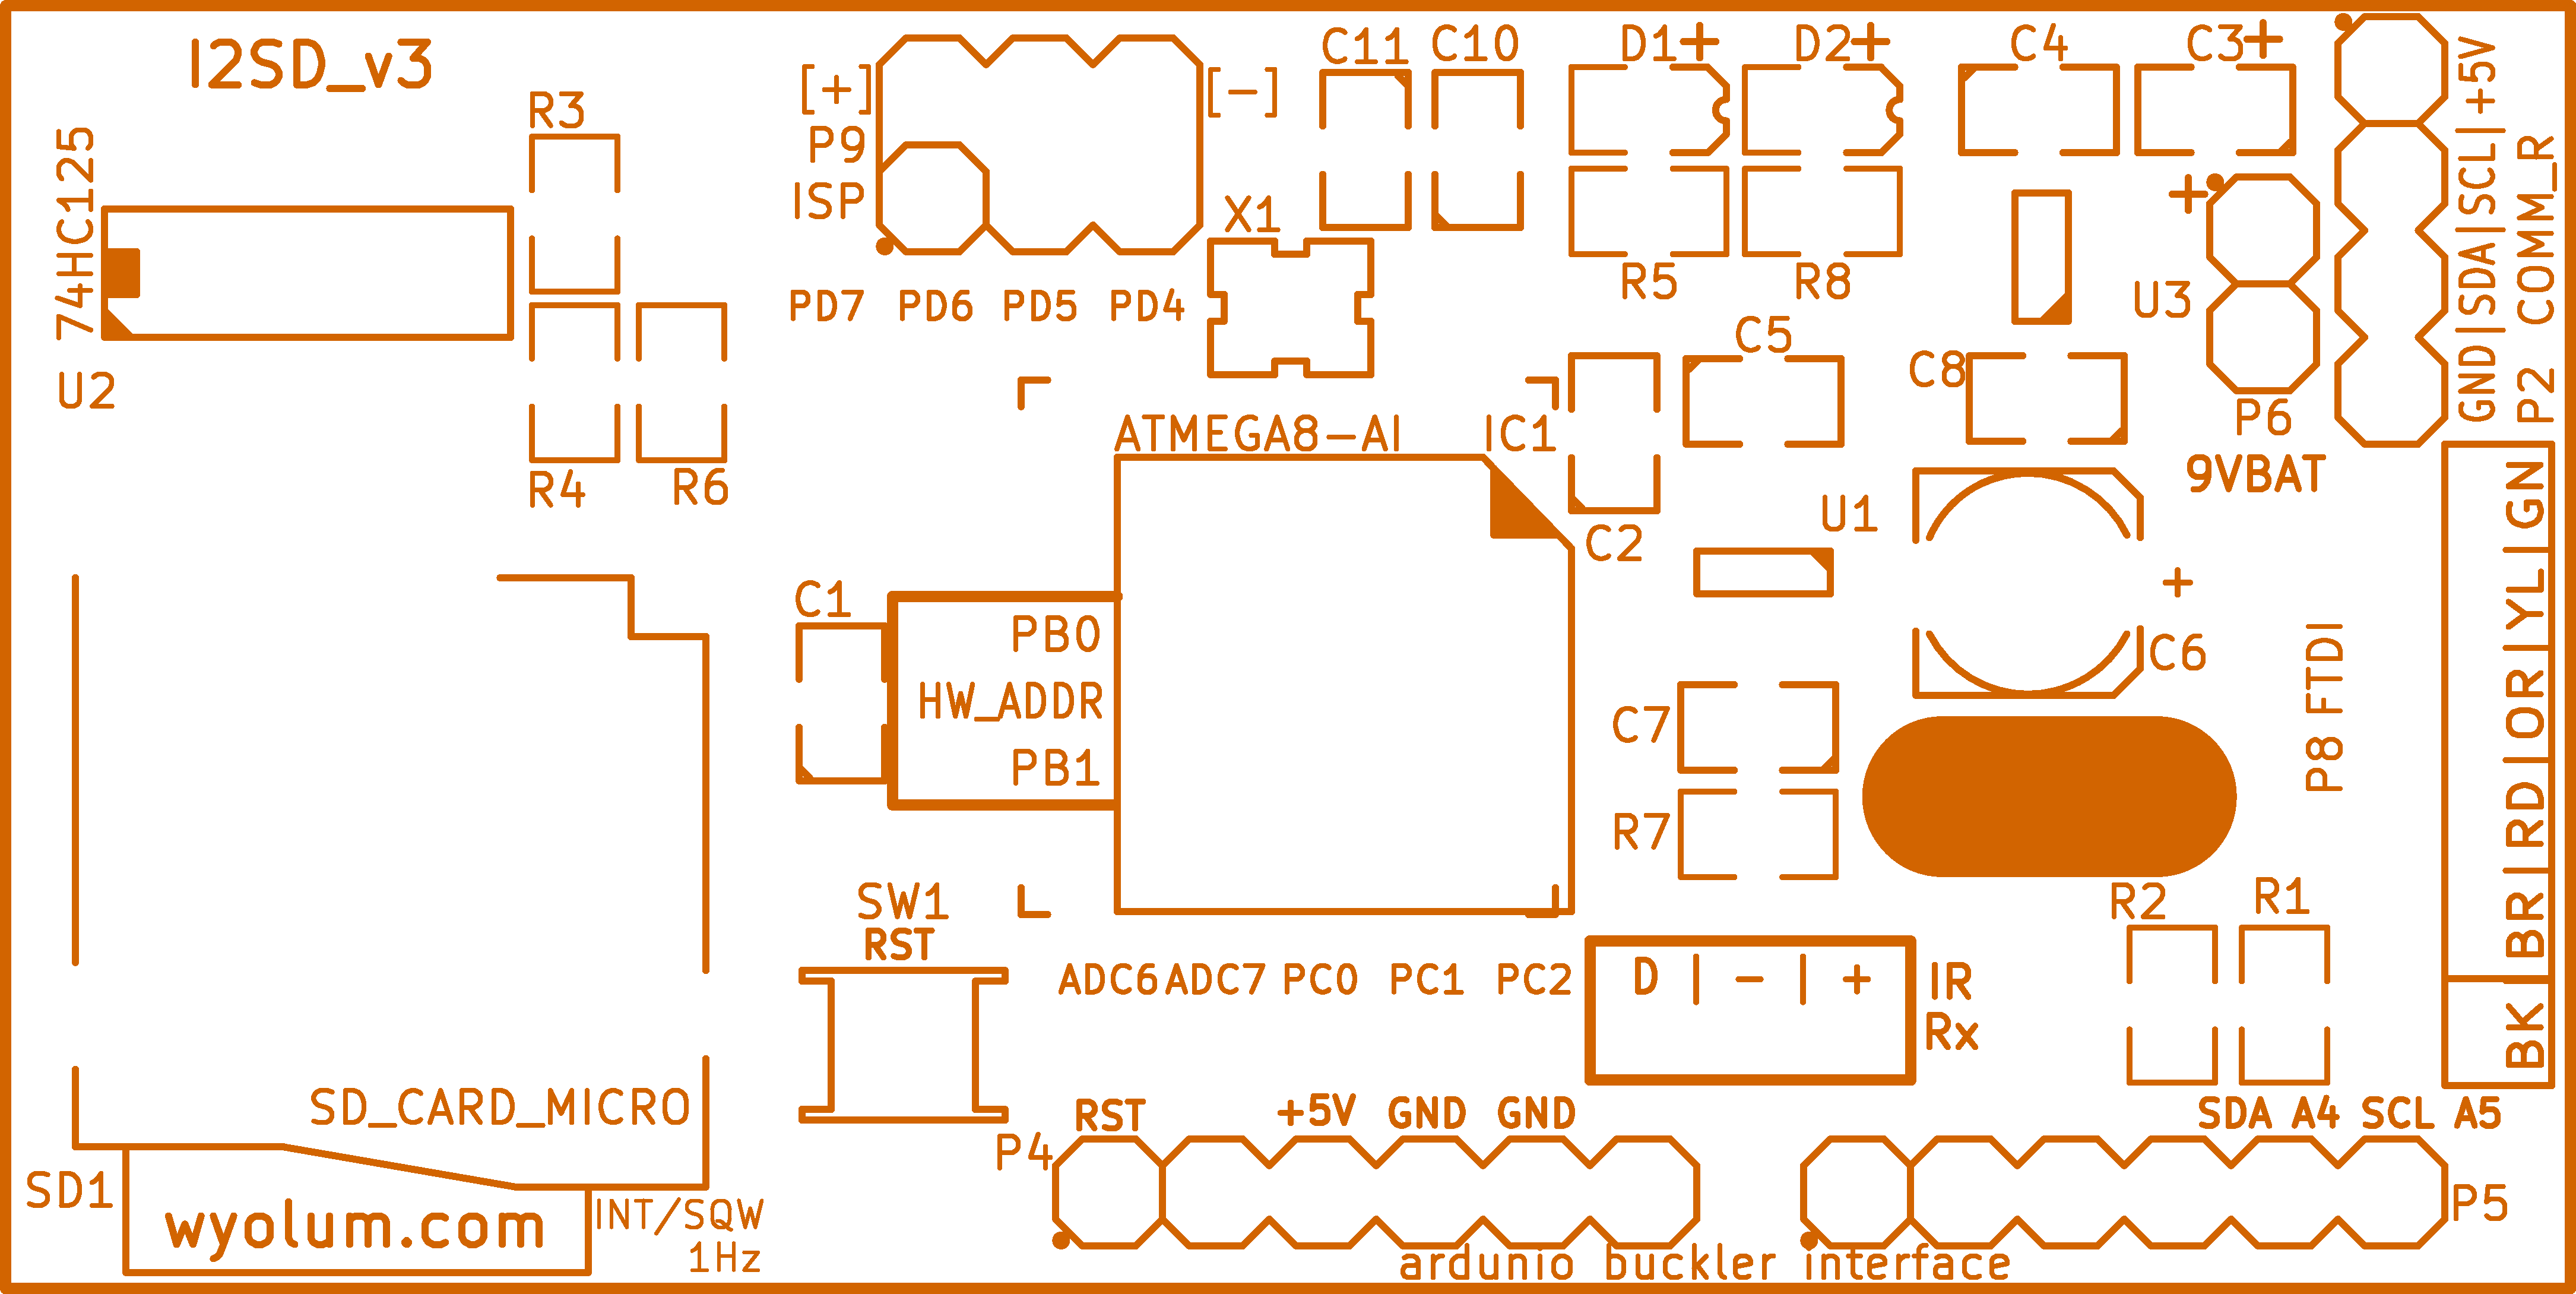 I2SD_v3
C11
C10
D1+
D2+
C4
C3+
[+]
[-]
P9
ISP
R3
74HC125
U2
X1
PD7 PD6 PD5 PD4
R5
R8
+
U3
P6
9VBAT
GND|SDA|SCL|+5V
P2 COMM_R
C5
C8
R4
R6
ATMEGA8-AI
IC1
C2
U1
+
C6
C1
PB0
HW_ADDR
PB1
C7
R7
P8 FTDI
BK|BR|RD|OR|YL|GN
R2
R1
SW1
RST
ADC6 ADC7 PC0 PC1 PC2
D | - | +
IR
Rx
SD_CARD_MICRO
SD1
wyolum.com
INT/SQW
1Hz
RST
+5V
GND
GND
P4
SDA A4 SCL A5
P5
ardunio buckler interface